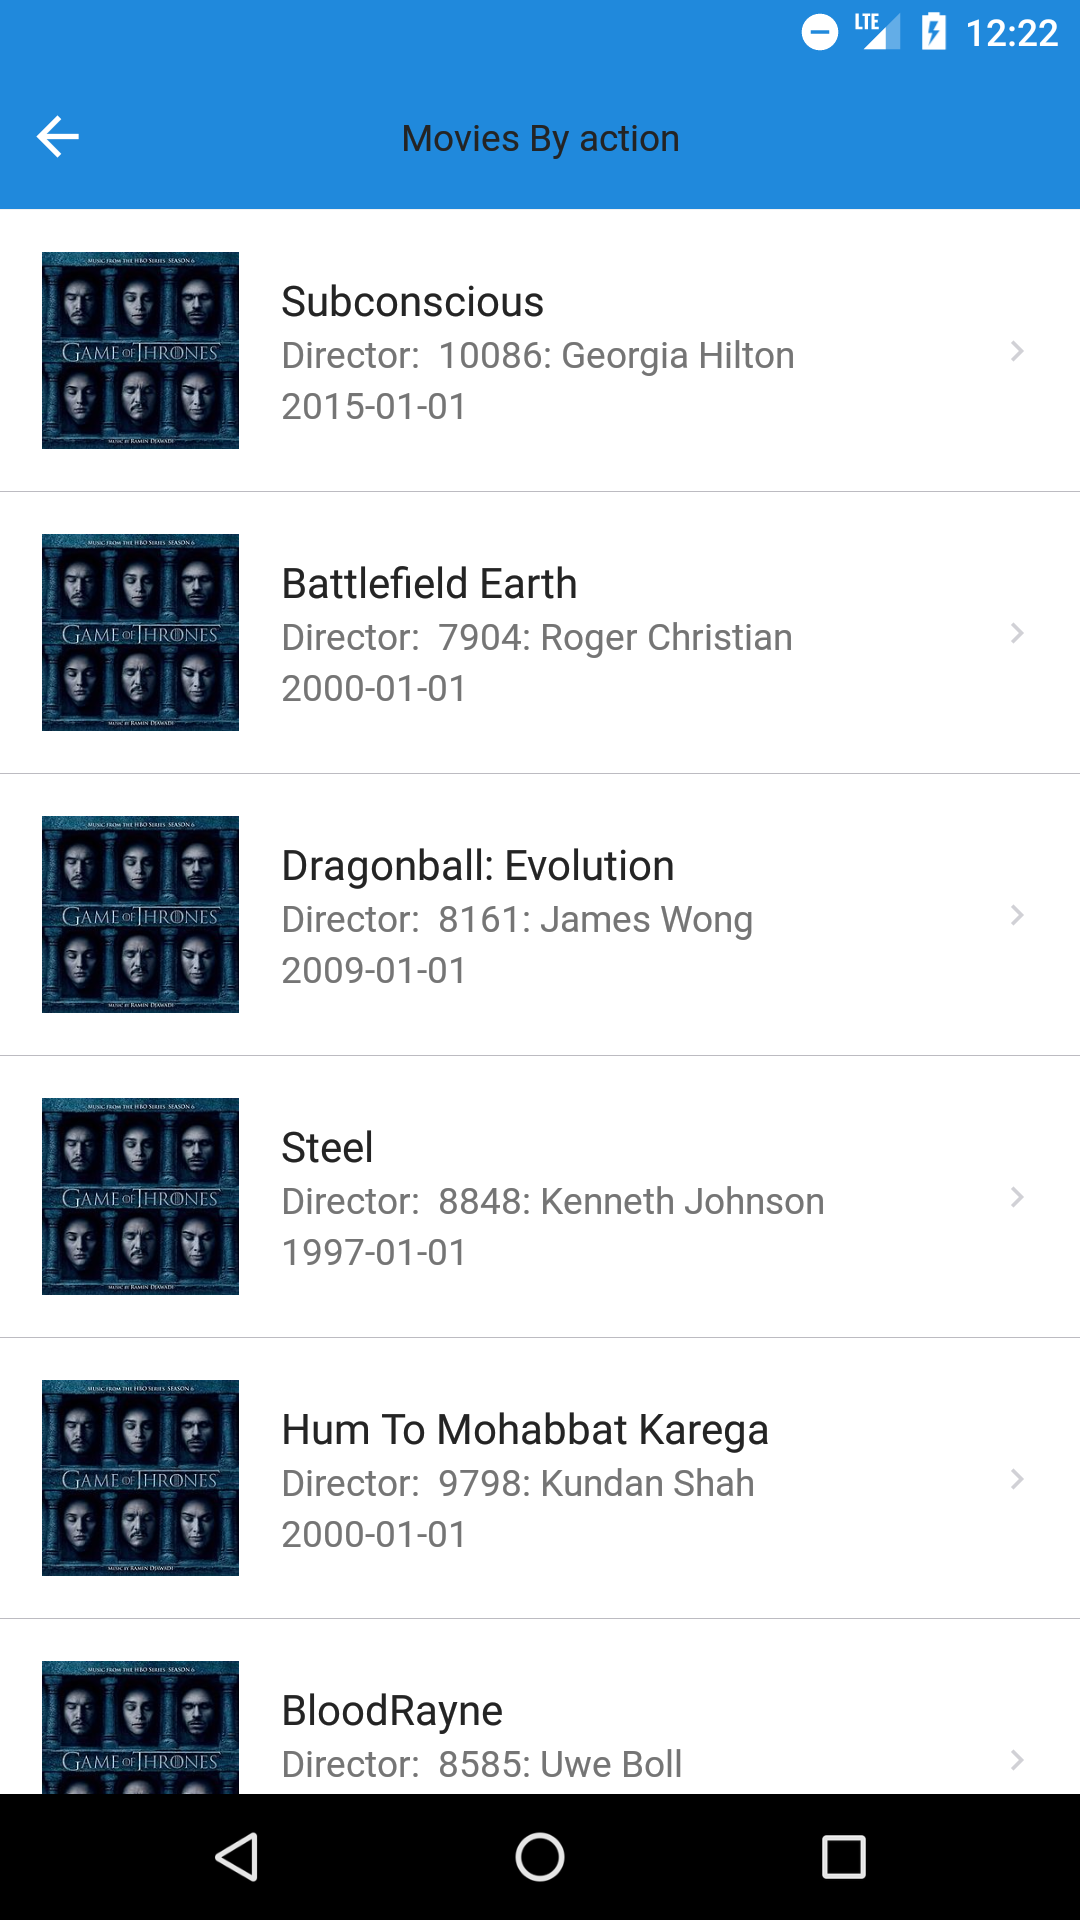 LTE 12:22
Movies By action
MUSIC FROM THE HBO SERIES SEASON 6
GAME OF THRONES
MUSIC BY RAMIN DJAWADI
Subconscious
Director:  10086: Georgia Hilton
2015-01-01
MUSIC FROM THE HBO SERIES SEASON 6
GAME OF THRONES
MUSIC BY RAMIN DJAWADI
Battlefield Earth
Director:  7904: Roger Christian
2000-01-01
MUSIC FROM THE HBO SERIES SEASON 6
GAME OF THRONES
MUSIC BY RAMIN DJAWADI
Dragonball: Evolution
Director:  8161: James Wong
2009-01-01
MUSIC FROM THE HBO SERIES SEASON 6
GAME OF THRONES
MUSIC BY RAMIN DJAWADI
Steel
Director:  8848: Kenneth Johnson
1997-01-01
MUSIC FROM THE HBO SERIES SEASON 6
GAME OF THRONES
MUSIC BY RAMIN DJAWADI
Hum To Mohabbat Karega
Director:  9798: Kundan Shah
2000-01-01
MUSIC FROM THE HBO SERIES SEASON 6
GAME OF THRONES
BloodRayne
Director:  8585: Uwe Boll